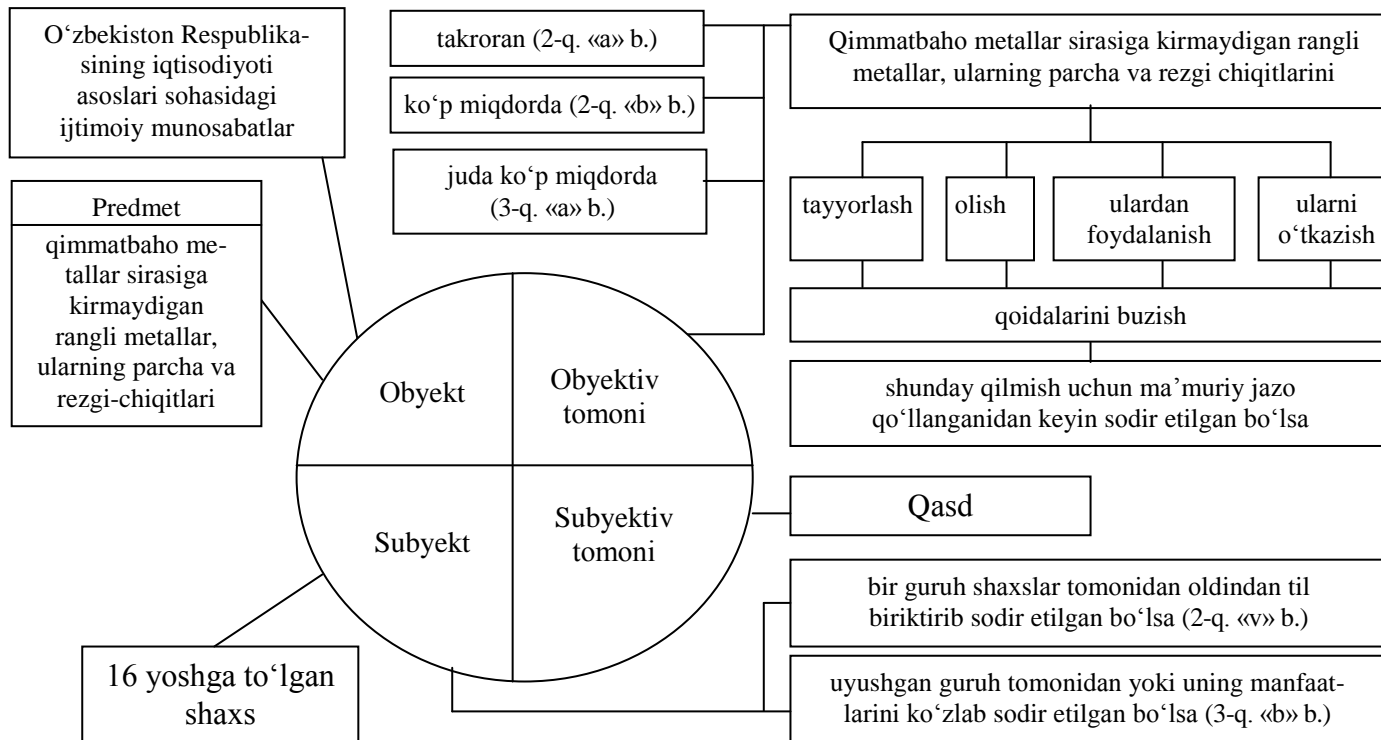 O‘zbekiston Respublika-
sining iqtisodiyoti
asoslari sohasidagi
ijtimoiy munosabatlar
Predmet
qimmatbaho me-
tallar sirasiga
kirmaydigan
rangli metallar,
ularning parcha va
rezgi-chiqitlari
takroran (2-q. «a» b.)
ko‘p miqdorda (2-q. «b» b.)
juda ko‘p miqdorda
(3-q. «a» b.)
Qimmatbaho metallar sirasiga kirmaydigan rangli
metallar, ularning parcha va rezgi chiqitlarini
tayyorlash
olish
ulardan
foydalanish
ularni
o‘tkazish
qoidalarini buzish
shunday qilmish uchun ma’muriy jazo
qo‘llanganidan keyin sodir etilgan bo‘lsa
Obyekt
Obyektiv
tomoni
Subyekt
Subyektiv
tomoni
Qasd
16 yoshga to‘lgan
shaxs
bir guruh shaxslar tomonidan oldindan til
biriktirib sodir etilgan bo‘lsa (2-q. «v» b.)
uyushgan guruh tomonidan yoki uning manfaat-
larini ko‘zlab sodir etilgan bo‘lsa (3-q. «b» b.)